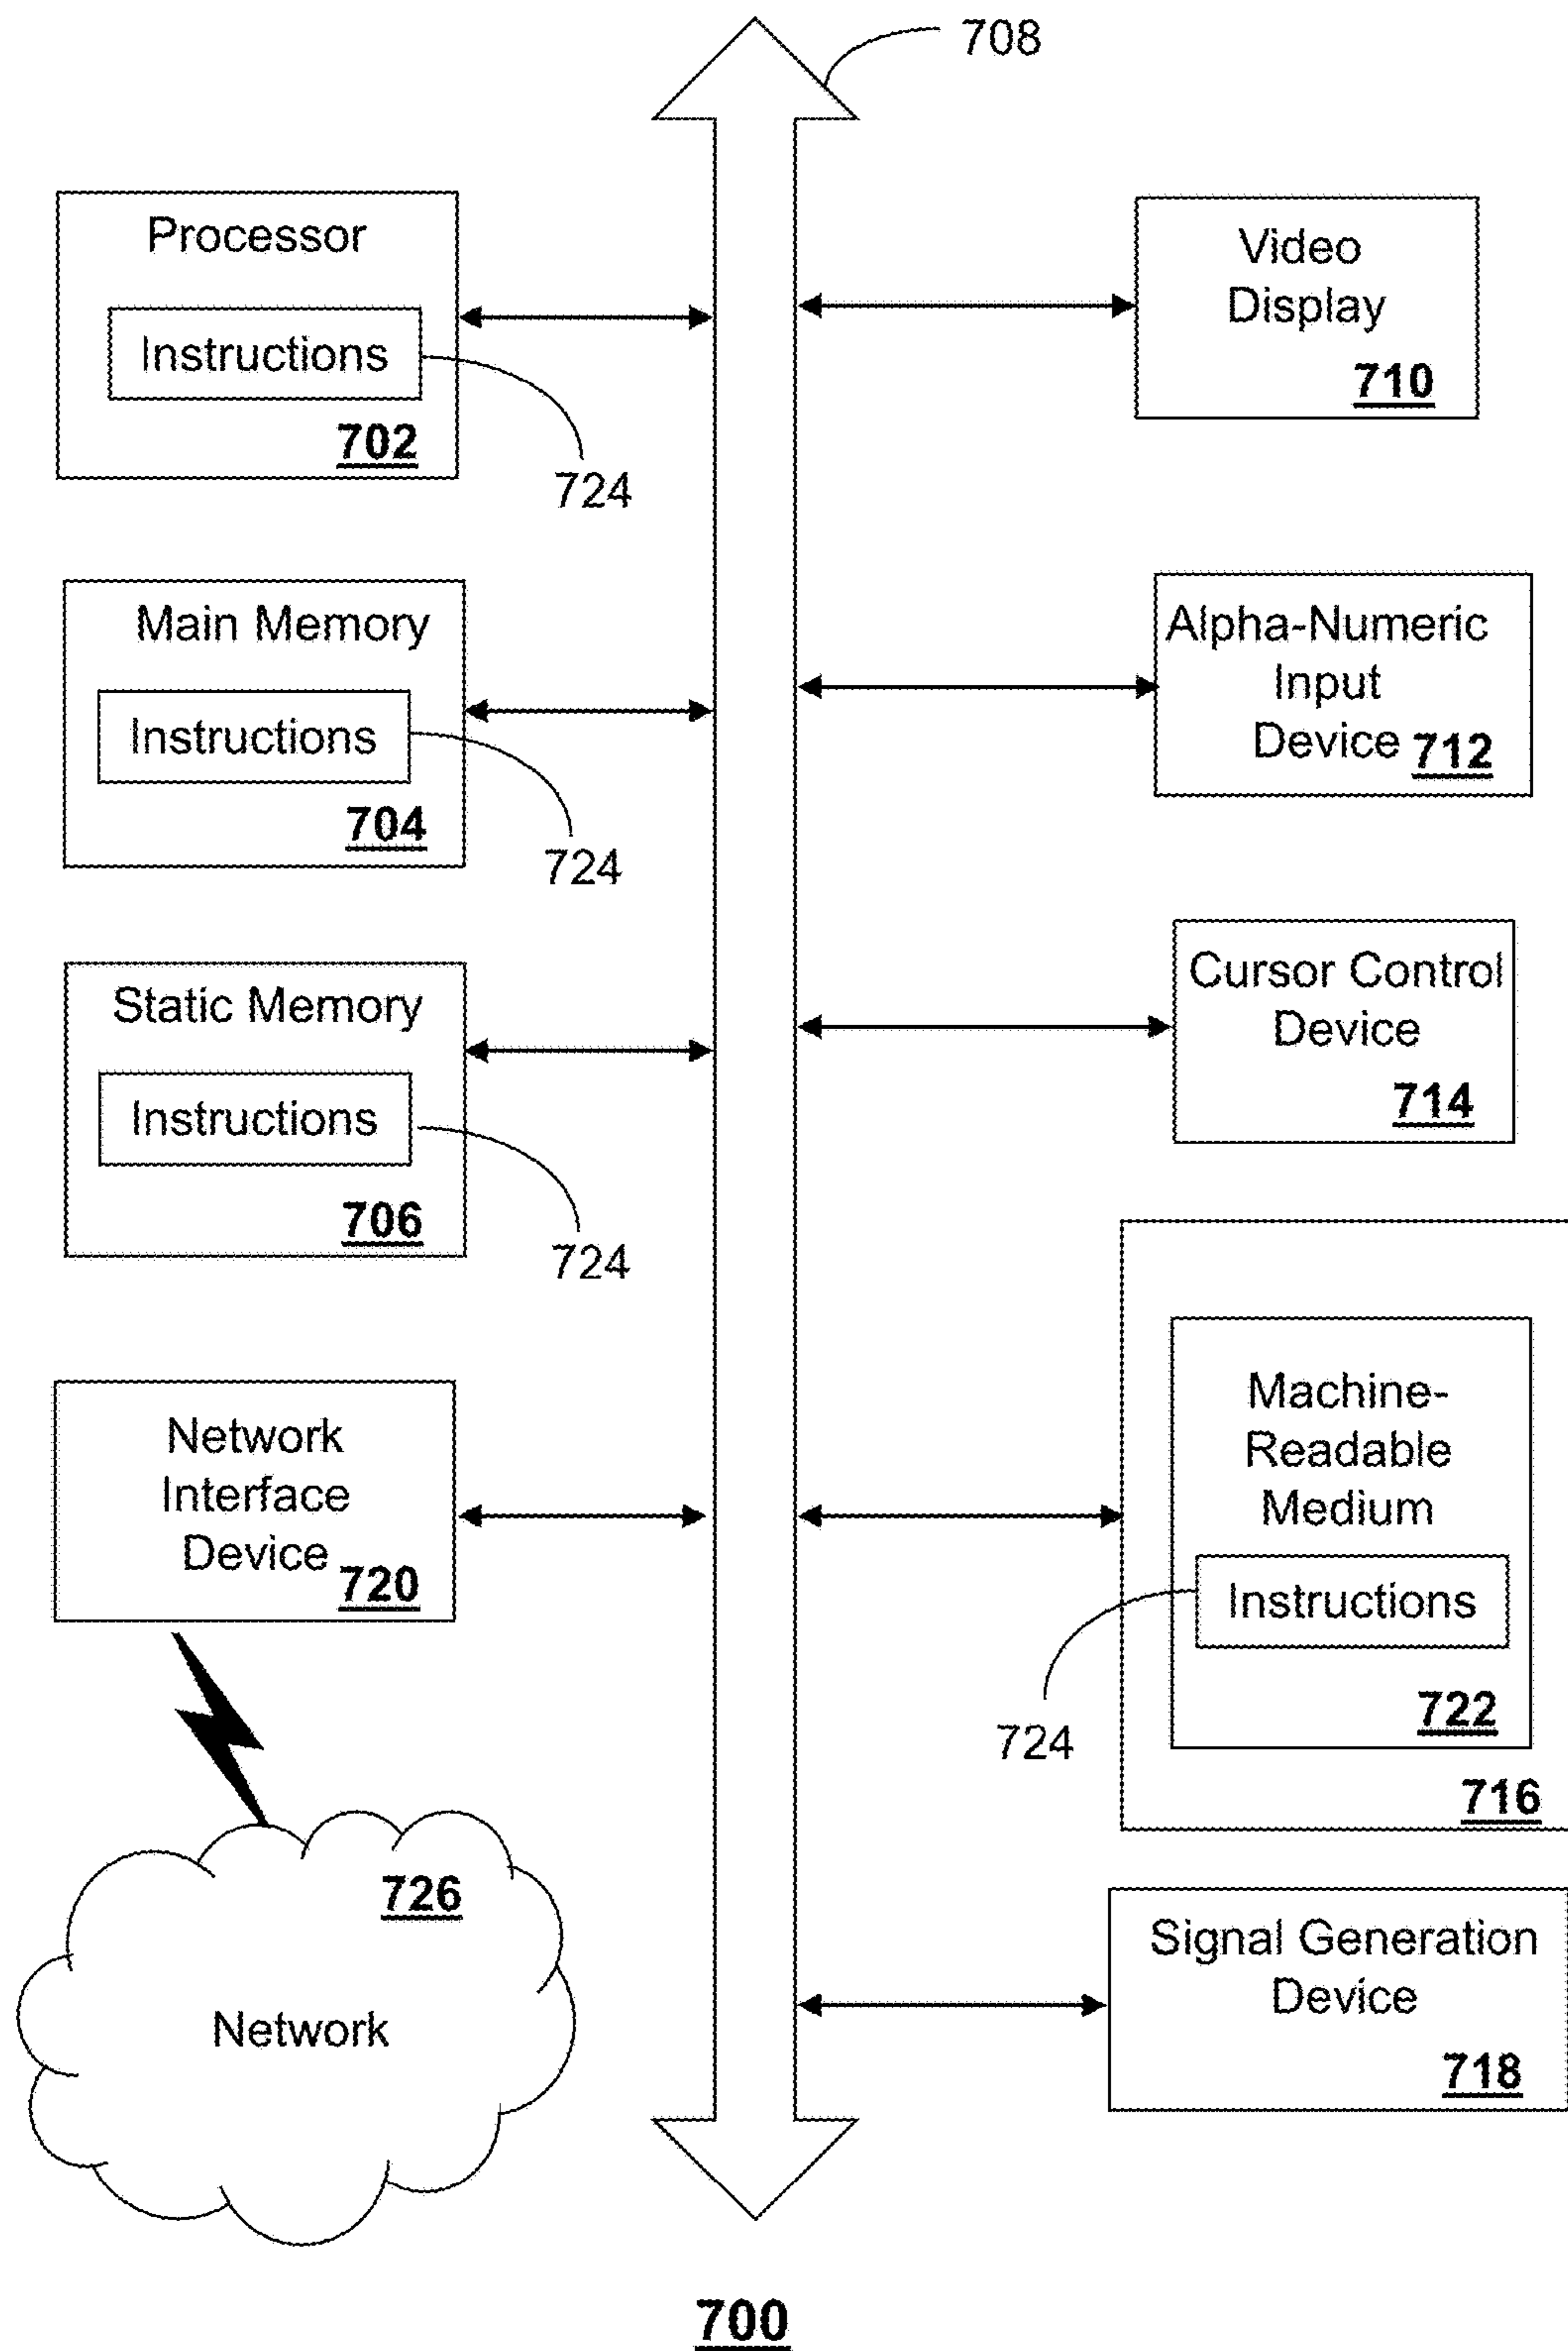 708
Processor
Instructions
702
724
Main Memory
Instructions
704
724
Static Memory
Instructions
706
724
Network
Interface
Device
720
726
Network
Video
Display
710
Alpha-Numeric
Input
Device
712
Cursor Control
Device
714
Machine-
Readable
Medium
Instructions
722
724
716
Signal Generation
Device
718
700